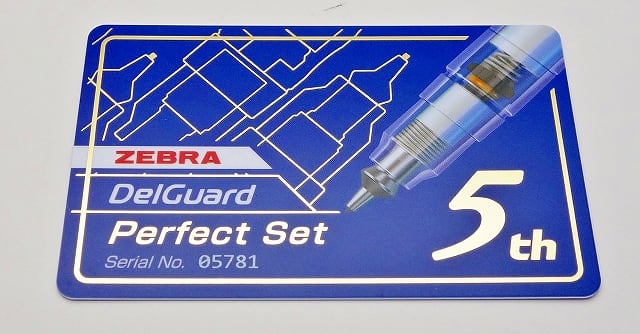 ZEBRA
DelGuard
Perfect Set
Serial No. 05781
5th